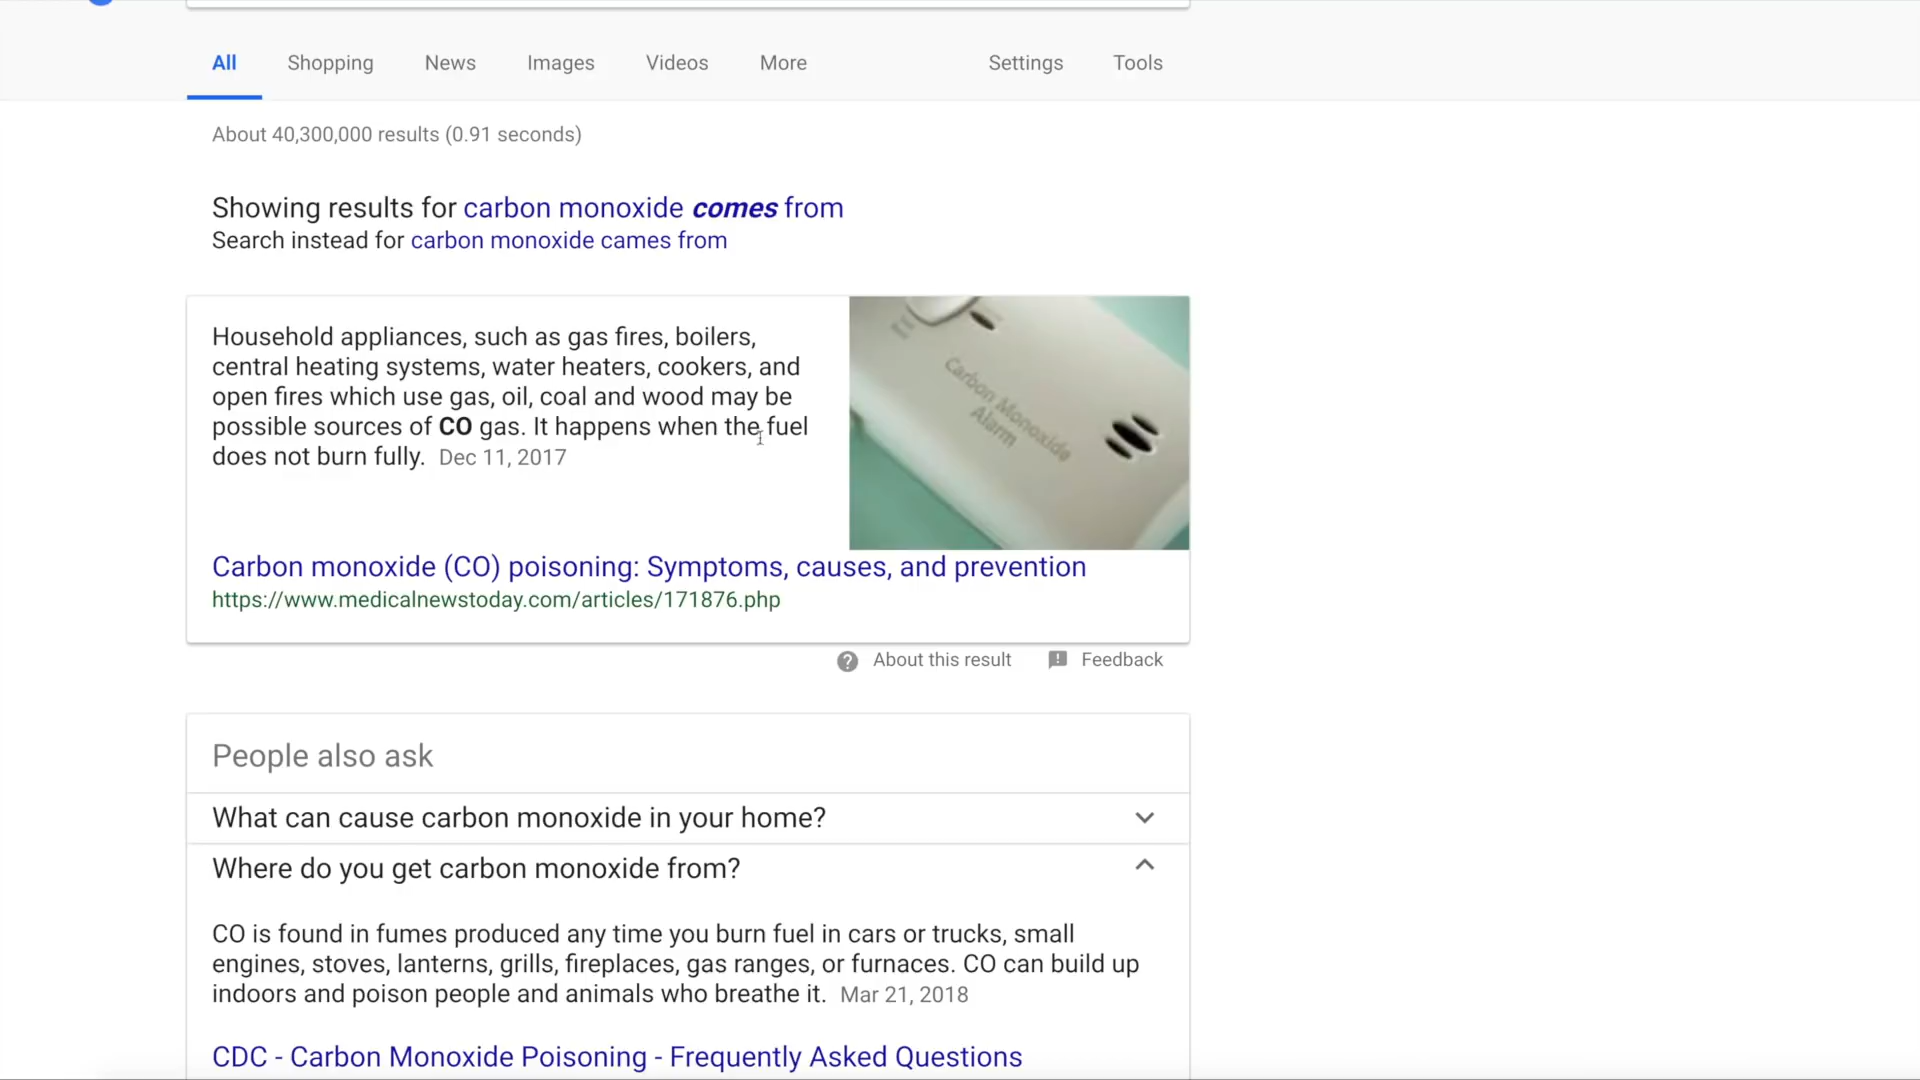 All Shopping News Images Videos More Settings Tools
About 40,300,000 results (0.91 seconds)
Showing results for carbon monoxide comes from
Search instead for carbon monoxide cames from
Household appliances, such as gas fires, boilers,
central heating systems, water heaters, cookers, and
open fires which use gas, oil, coal and wood may be
possible sources of CO gas. It happens when the fuel
does not burn fully. Dec 11, 2017
Carbon Monoxide
Alarm
Carbon monoxide (CO) poisoning: Symptoms, causes, and prevention
https://www.medicalnewstoday.com/articles/171876.php
About this result Feedback
People also ask
What can cause carbon monoxide in your home?
Where do you get carbon monoxide from?
CO is found in fumes produced any time you burn fuel in cars or trucks, small
engines, stoves, lanterns, grills, fireplaces, gas ranges, or furnaces. CO can build up
indoors and poison people and animals who breathe it. Mar 21, 2018
CDC - Carbon Monoxide Poisoning - Frequently Asked Questions